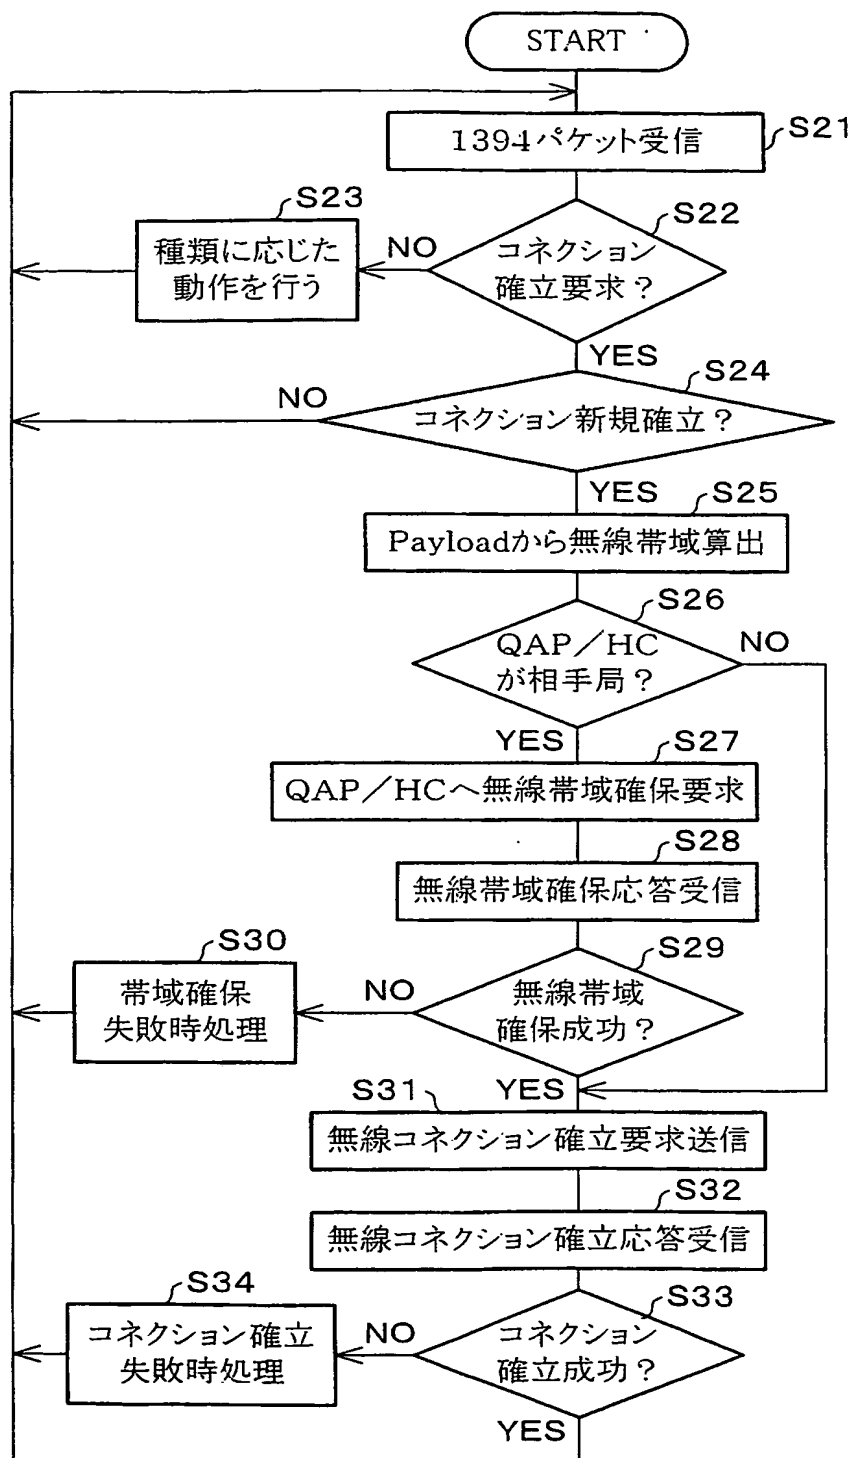 START
1394パケット受信
S21
S22
コネクション
確立要求？
NO
S23
種類に応じた
動作を行う
YES
S24
コネクション新規確立？
NO
YES
S25
Payloadから無線帯域算出
S26
QAP／HC
が相手局？
NO
YES
S27
QAP／HCへ無線帯域確保要求
S28
無線帯域確保応答受信
S29
無線帯域
確保成功？
NO
S30
帯域確保
失敗時処理
YES
S31
無線コネクション確立要求送信
S32
無線コネクション確立応答受信
S33
コネクション
確立成功？
NO
S34
コネクション確立
失敗時処理
YES